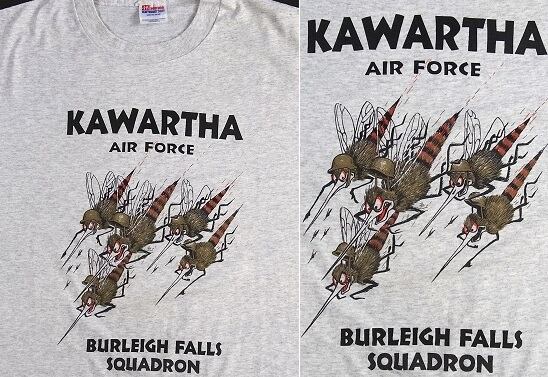 KAWARTHA
AIR FORCE
BURLEIGH FALLS
SQUADRON
KAWARTHA
AIR FORCE
BURLEIGH FALLS
SQUADRON